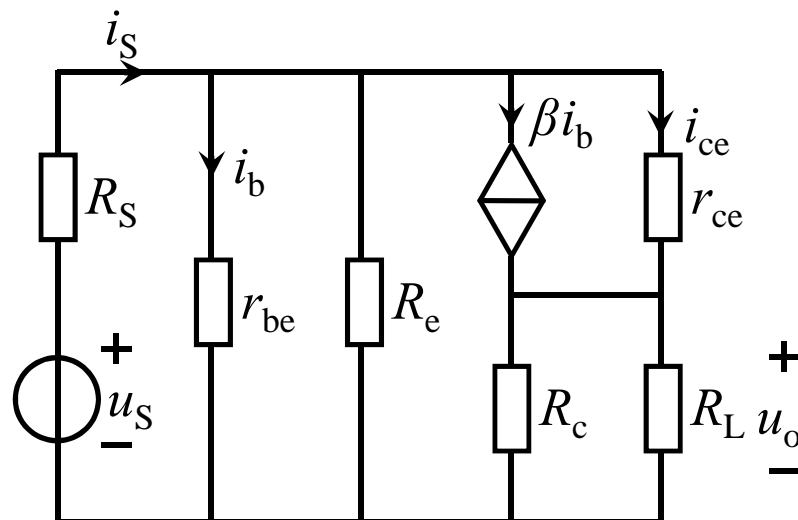 iS
βib
ib
ice
RS
rce
rbe
Re
+
uS
−
Rc
RL
+
uo
−